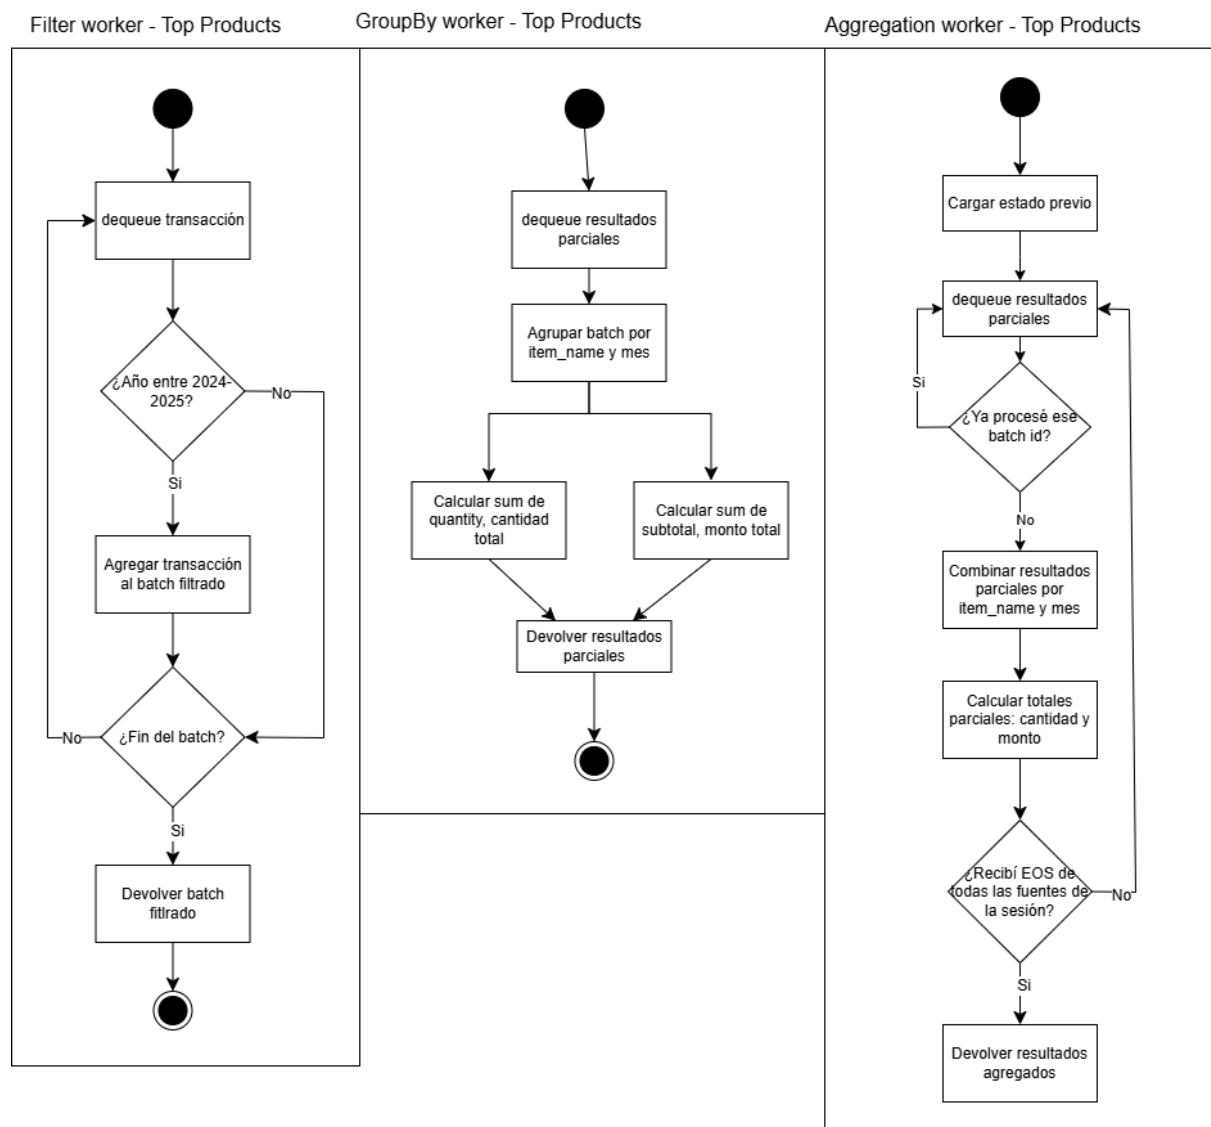 Filter worker - Top Products
dequeue transacción
¿Año entre 2024-
2025?
No
Si
Agregar transacción
al batch filtrado
¿Fin del batch?
No
Si
Devolver batch
fitlrado
GroupBy worker - Top Products
dequeue resultados
parciales
Agrupar batch por
item_name y mes
Calcular sum de
quantity, cantidad
total
Calcular sum de
subtotal, monto total
Devolver resultados
parciales
Aggregation worker - Top Products
Cargar estado previo
dequeue resultados
parciales
Si
¿Ya procesé ese
batch id?
No
Combinar resultados
parciales por
item_name y mes
Calcular totales
parciales: cantidad y
monto
¿Recibí EOS de
todas las fuentes de
la sesión?
No
Si
Devolver resultados
agregados